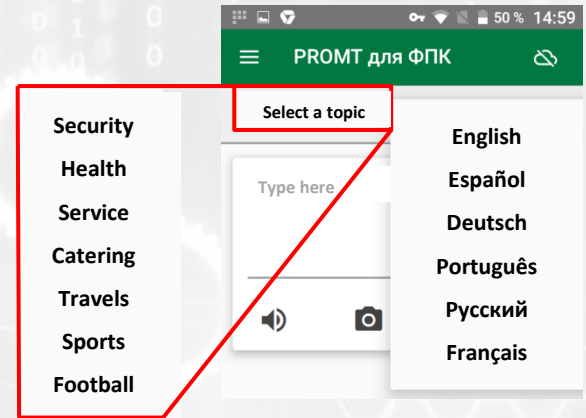 50 % 14:59
PROMT для ФПК
Select a topic
Type here
Security
Health
Service
Catering
Travels
Sports
Football
English
Español
Deutsch
Português
Русский
Français